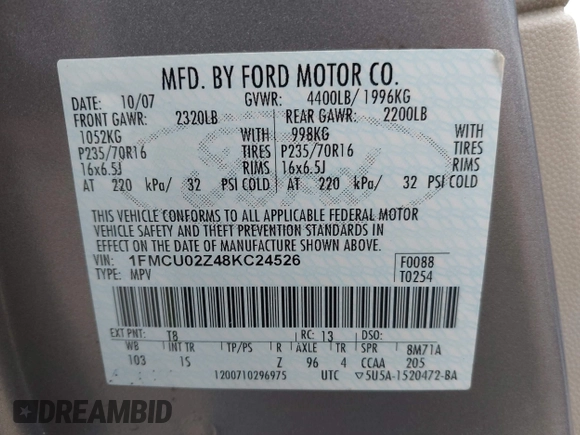 MFD. BY FORD MOTOR CO.
DATE: 10/07 GVWR: 4400LB/ 1996KG
FRONT GAWR: 2320LB REAR GAWR: 2200LB
1052KG WITH 998KG WITH
P235/70R16 TIRES P235/70R16 TIRES
16x6.5J RIMS 16x6.5J RIMS
AT 220 kPa/ 32 PSI COLD AT 220 kPa/ 32 PSI COLD
THIS VEHICLE CONFORMS TO ALL APPLICABLE FEDERAL MOTOR
VEHICLE SAFETY AND THEFT PREVENTION STANDARDS IN
EFFECT ON THE DATE OF MANUFACTURE SHOWN ABOVE.
VIN: 1FMCU02Z48KC24526 F0088
TYPE: MPV T0254
EXT PNT: T8 RC: 13 DSO:
WB INT TR TP/PS R AXLE TR SPR 8M71A
103 1S Z 96 4 CCAA 205
1200710296975 UTC ▽5U5A-1520472-BA
Ford
DREAMBID